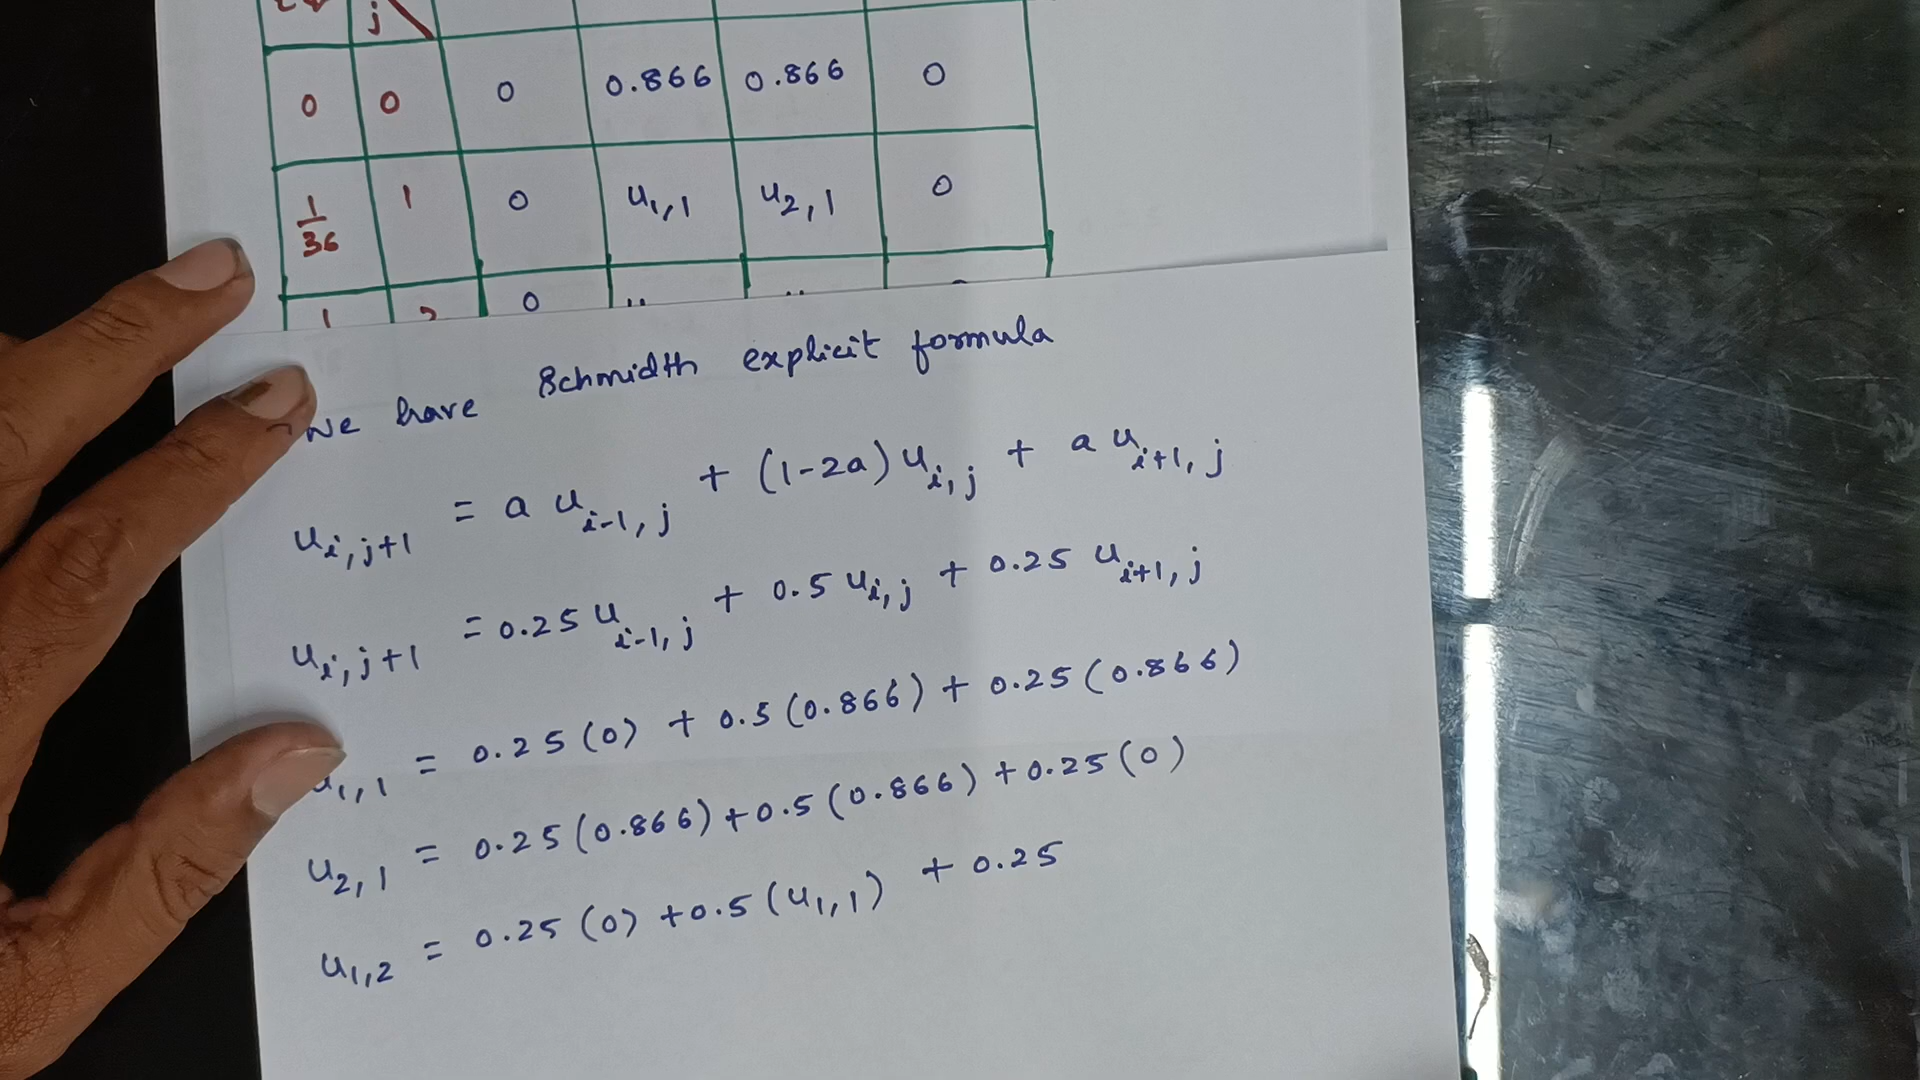 j
0 0 0 0.866 0.866 0
1/36 1 0 u1,1 u2,1 0
1 2 0
We have Schmidth explicit formula
ui,j+1 = a ui-1,j + (1-2a) ui,j + a ui+1,j
ui,j+1 = 0.25 ui-1,j + 0.5 ui,j + 0.25 ui+1,j
u1,1 = 0.25(0) + 0.5(0.866) + 0.25(0.866)
u2,1 = 0.25(0.866) + 0.5(0.866) + 0.25(0)
u1,2 = 0.25(0) + 0.5(u1,1) + 0.25